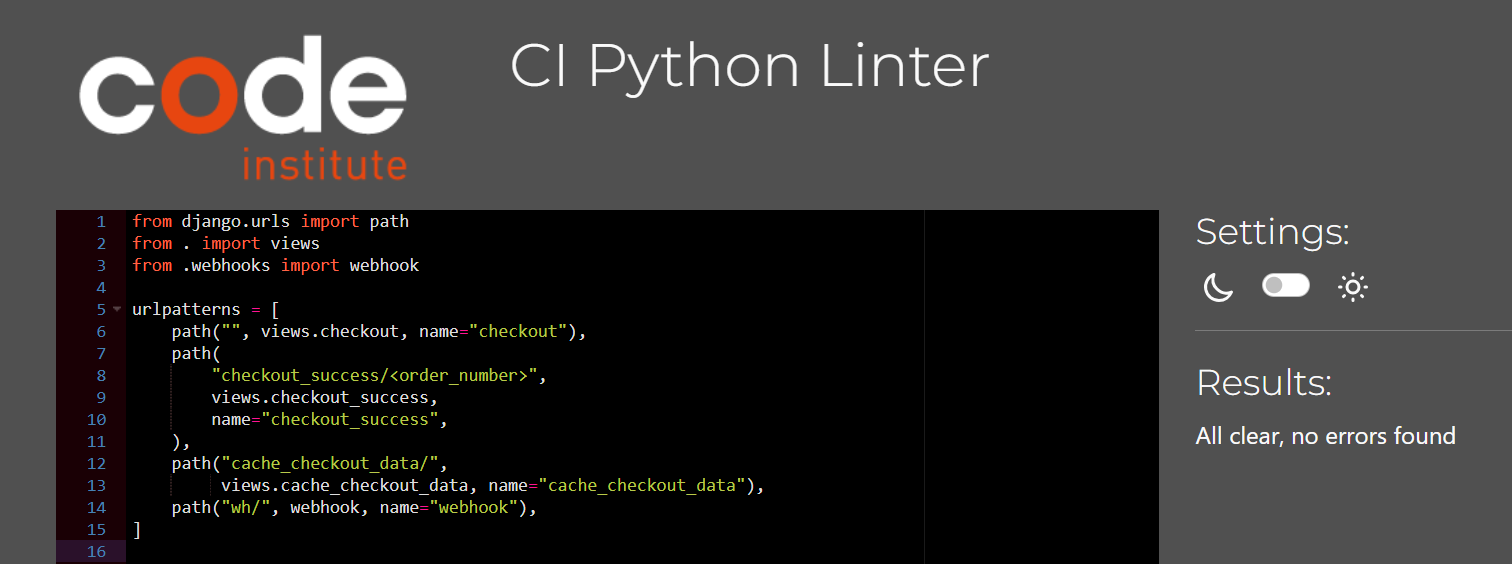 code
institute
CI Python Linter
1 from django.urls import path
2 from . import views
3 from .webhooks import webhook
4
5 urlpatterns = [
6     path("", views.checkout, name="checkout"),
7     path(
8         "checkout_success/<order_number>",
9         views.checkout_success,
10         name="checkout_success",
11     ),
12     path("cache_checkout_data/",
13          views.cache_checkout_data, name="cache_checkout_data"),
14     path("wh/", webhook, name="webhook"),
15 ]
16
Settings:
Results:
All clear, no errors found